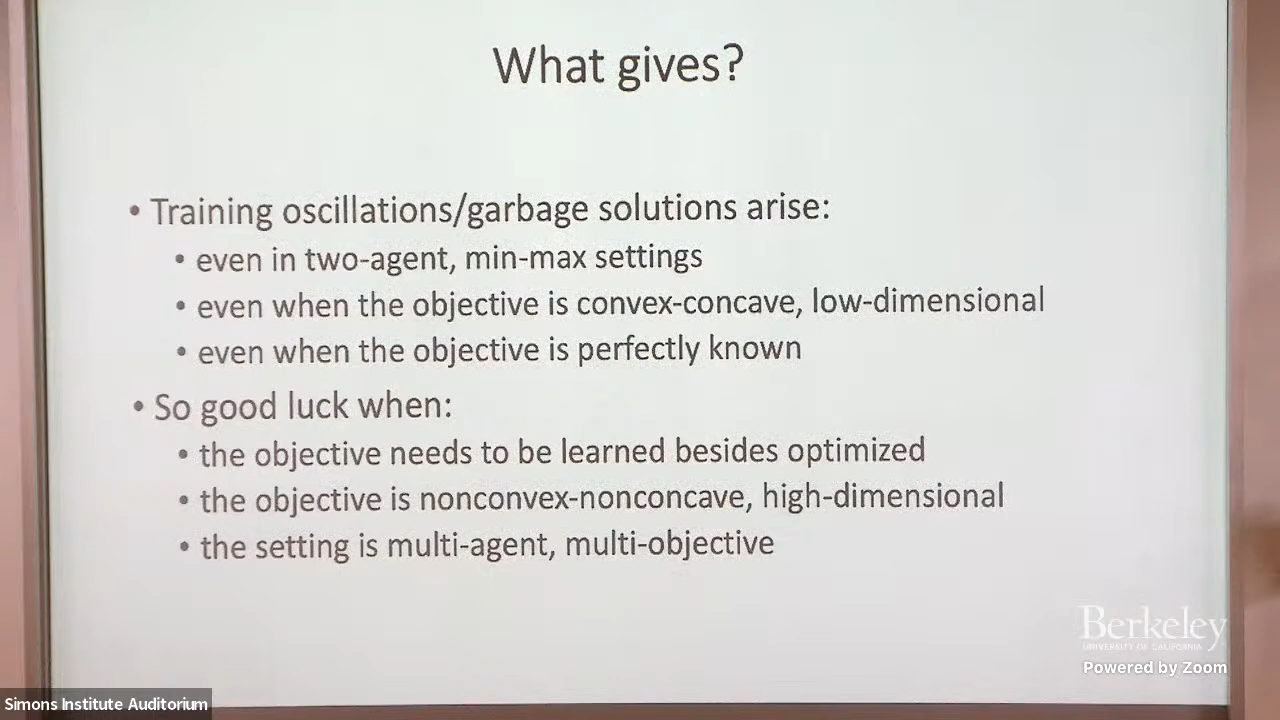 What gives?
• Training oscillations/garbage solutions arise:
• even in two-agent, min-max settings
• even when the objective is convex-concave, low-dimensional
• even when the objective is perfectly known
• So good luck when:
• the objective needs to be learned besides optimized
• the objective is nonconvex-nonconcave, high-dimensional
• the setting is multi-agent, multi-objective
Berkeley
UNIVERSITY OF CALIFORNIA
Powered by Zoom
Simons Institute Auditorium